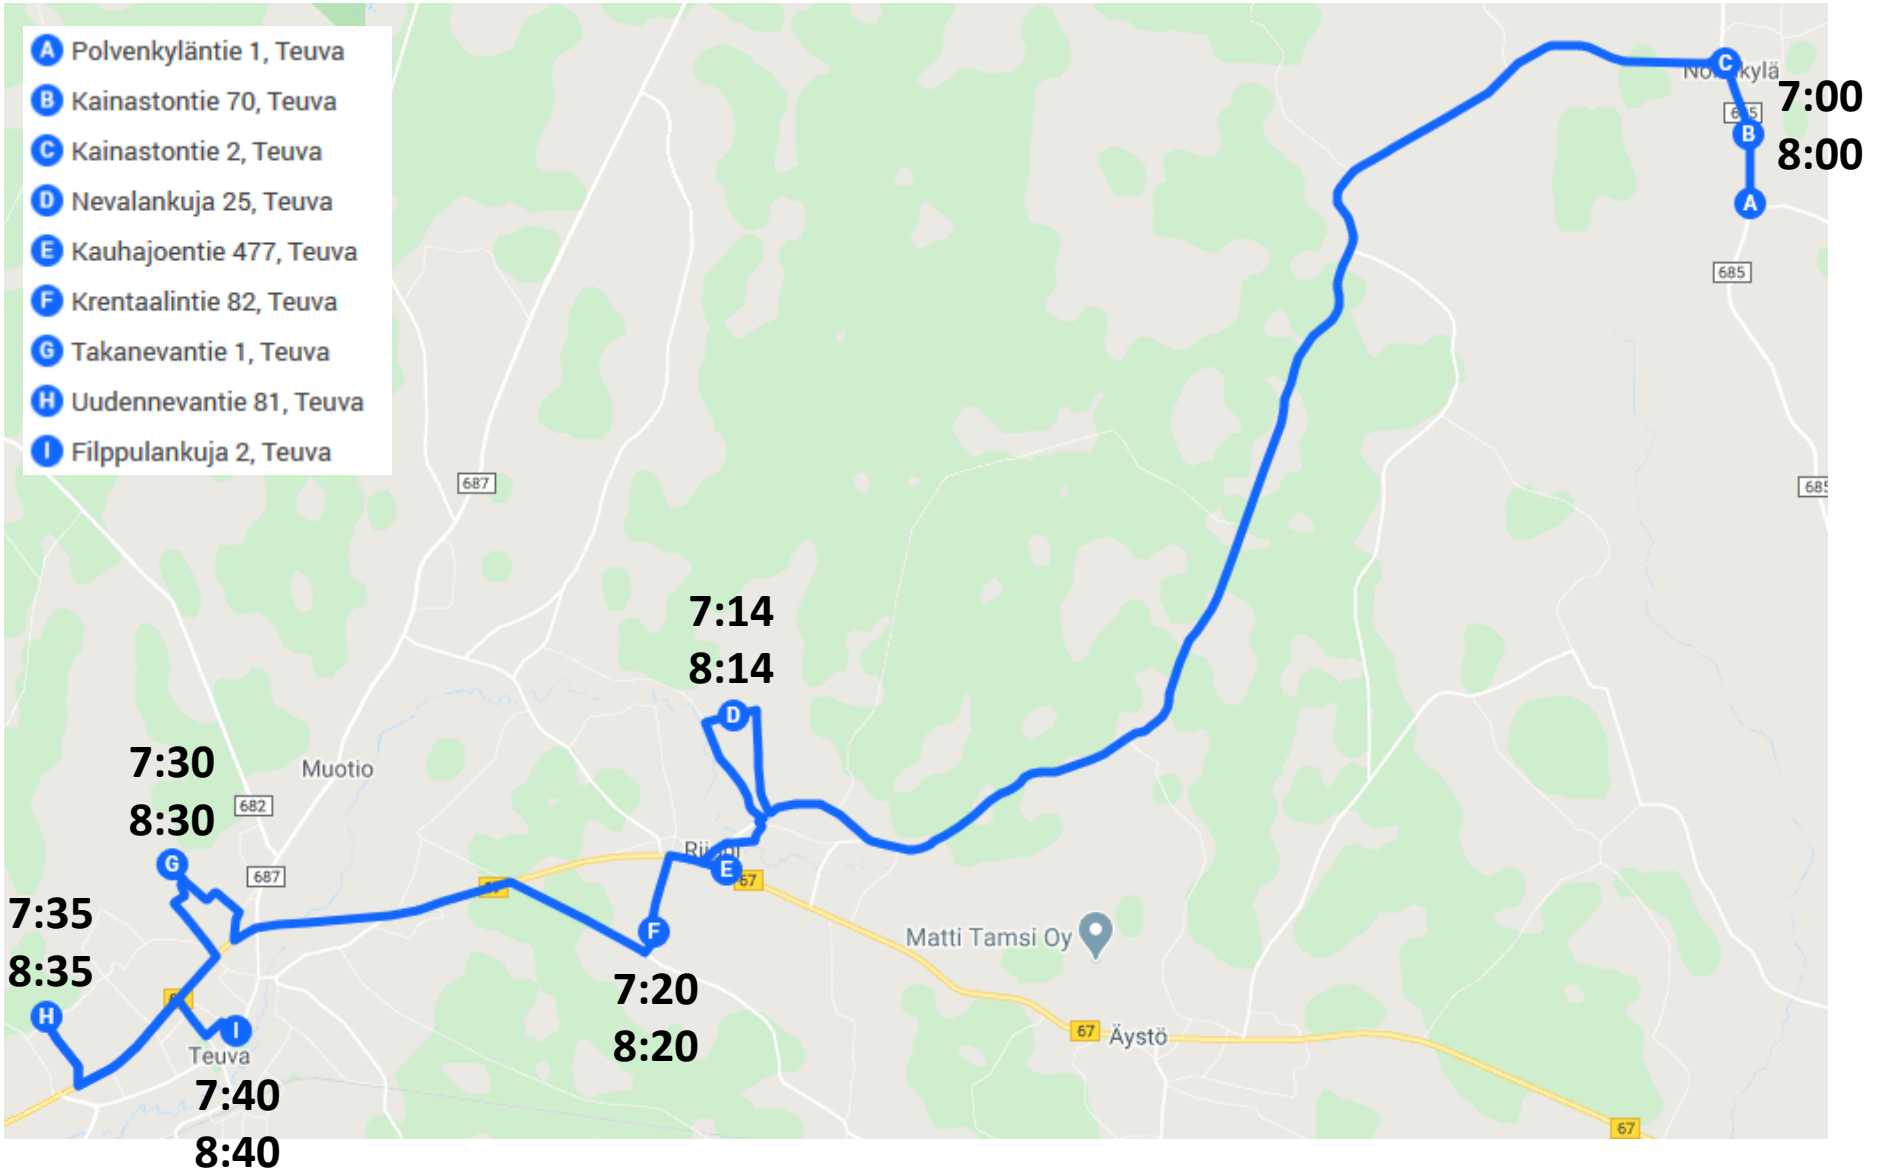 A Polvenkyläntie 1, Teuva
B Kainastontie 70, Teuva
C Kainastontie 2, Teuva
D Nevalankuja 25, Teuva
E Kauhajoentie 477, Teuva
F Krentaalintie 82, Teuva
G Takanevantie 1, Teuva
H Uudennevantie 81, Teuva
I Filppulankuja 2, Teuva
C
7:00
B
8:00
A
685
685
687
7:14
8:14
D
7:30
Muotio
8:30
682
G
E
687
67
7:35
F
Matti Tamsi Oy
8:35
7:20
H
I
67
Äystö
8:20
Teuva
7:40
67
8:40